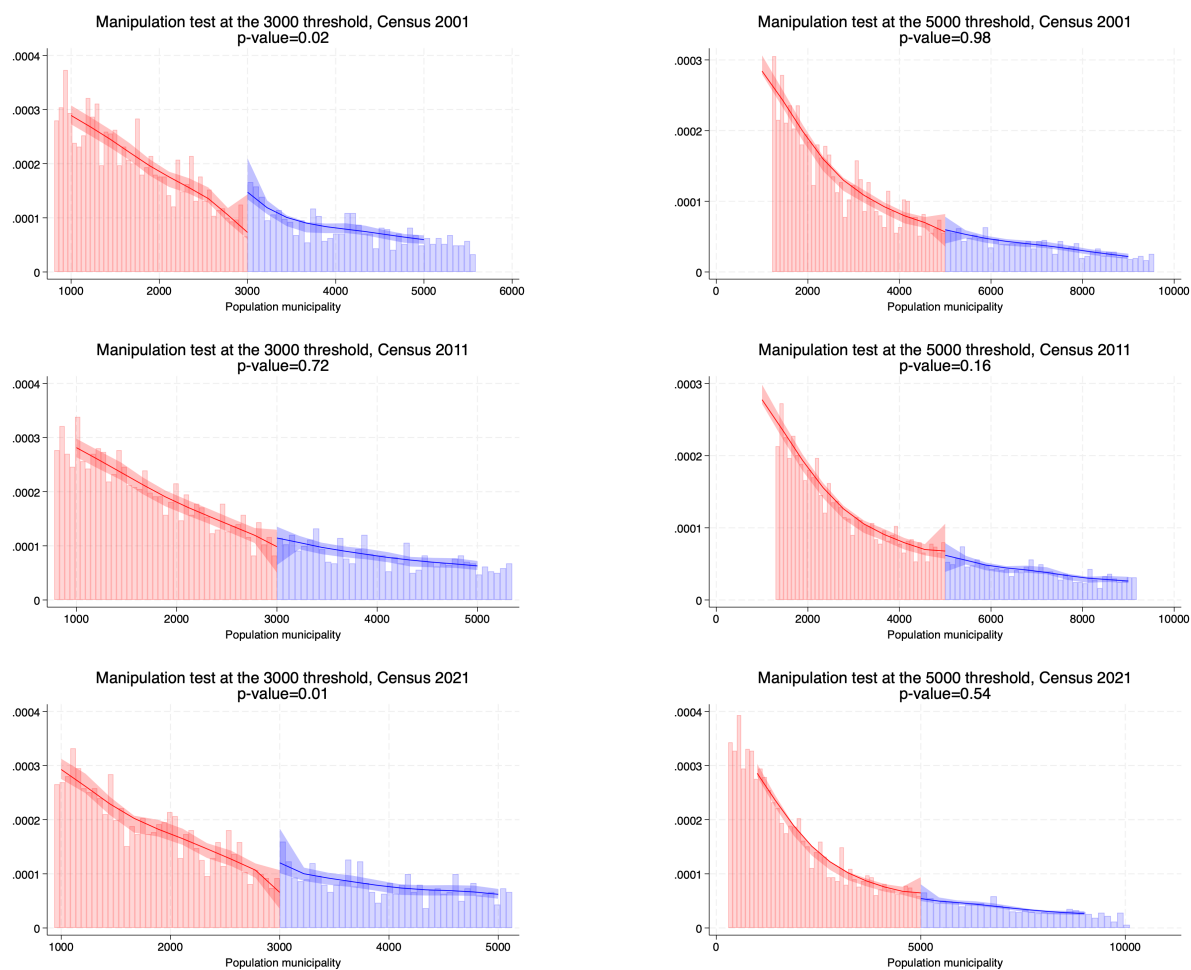 Manipulation test at the 3000 threshold, Census 2001
p-value=0.02
.0004
.0003
.0002
.0001
0
1000 2000 3000 4000 5000 6000
Population municipality
Manipulation test at the 5000 threshold, Census 2001
p-value=0.98
.0003
.0002
.0001
0
0 2000 4000 6000 8000 10000
Population municipality
Manipulation test at the 3000 threshold, Census 2011
p-value=0.72
.0004
.0003
.0002
.0001
0
1000 2000 3000 4000 5000
Population municipality
Manipulation test at the 5000 threshold, Census 2011
p-value=0.16
.0003
.0002
.0001
0
0 2000 4000 6000 8000 10000
Population municipality
Manipulation test at the 3000 threshold, Census 2021
p-value=0.01
.0004
.0003
.0002
.0001
0
1000 2000 3000 4000 5000
Population municipality
Manipulation test at the 5000 threshold, Census 2021
p-value=0.54
.0004
.0003
.0002
.0001
0
0 5000 10000
Population municipality